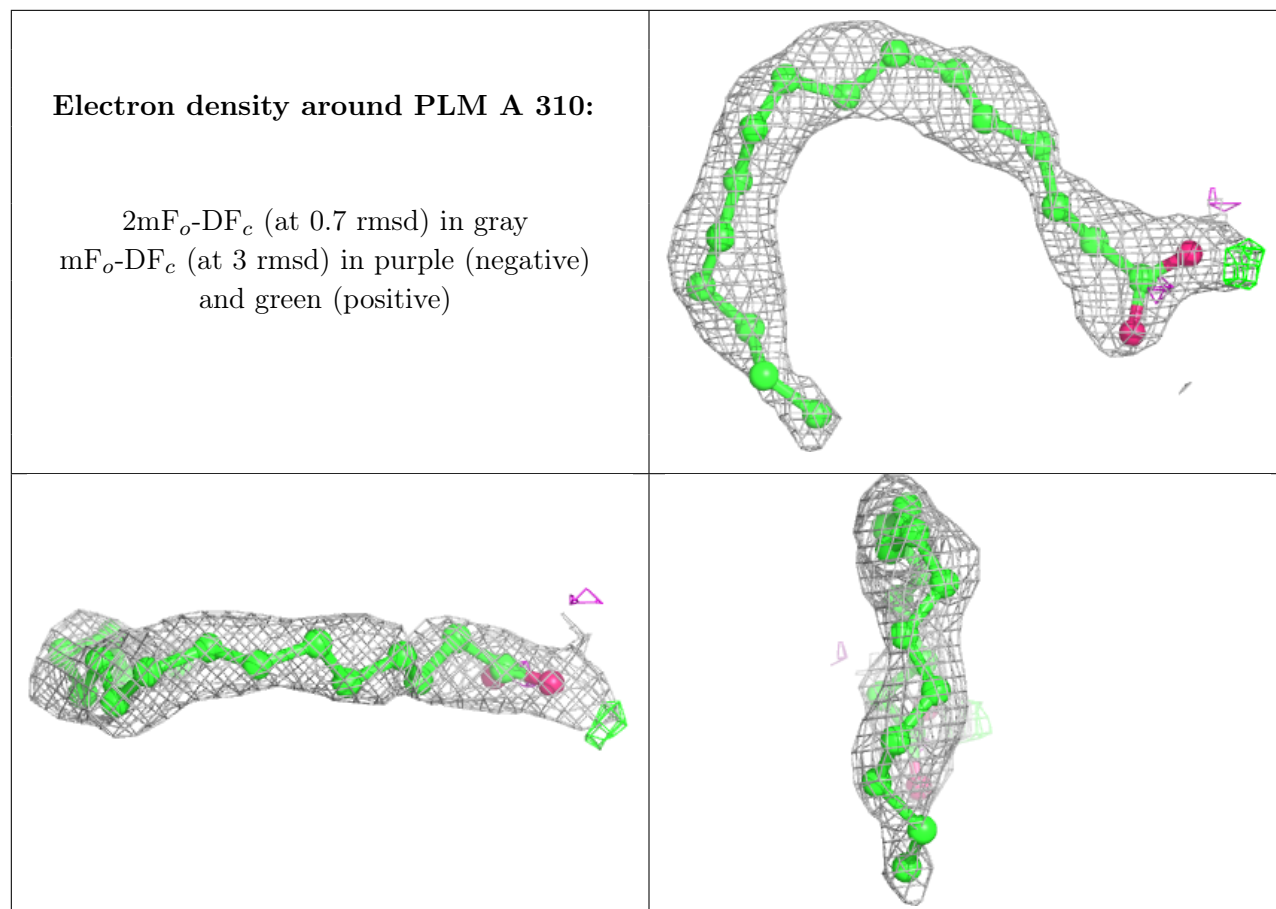 Electron density around PLM A 310:
2mFₒ-DF𝒸 (at 0.7 rmsd) in gray
mFₒ-DF𝒸 (at 3 rmsd) in purple (negative)
and green (positive)